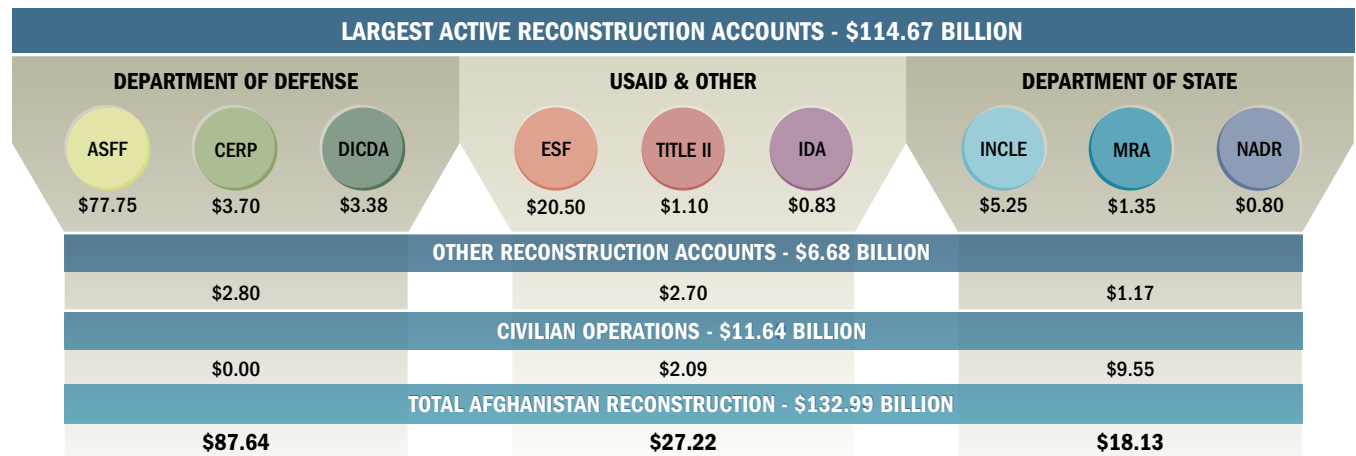 LARGEST ACTIVE RECONSTRUCTION ACCOUNTS - $114.67 BILLION
DEPARTMENT OF DEFENSE
ASFF CERP DICDA
$77.75 $3.70 $3.38
USAID & OTHER
ESF TITLE II IDA
$20.50 $1.10 $0.83
DEPARTMENT OF STATE
INCLE MRA NADR
$5.25 $1.35 $0.80
OTHER RECONSTRUCTION ACCOUNTS - $6.68 BILLION
$2.80 $2.70 $1.17
CIVILIAN OPERATIONS - $11.64 BILLION
$0.00 $2.09 $9.55
TOTAL AFGHANISTAN RECONSTRUCTION - $132.99 BILLION
$87.64 $27.22 $18.13